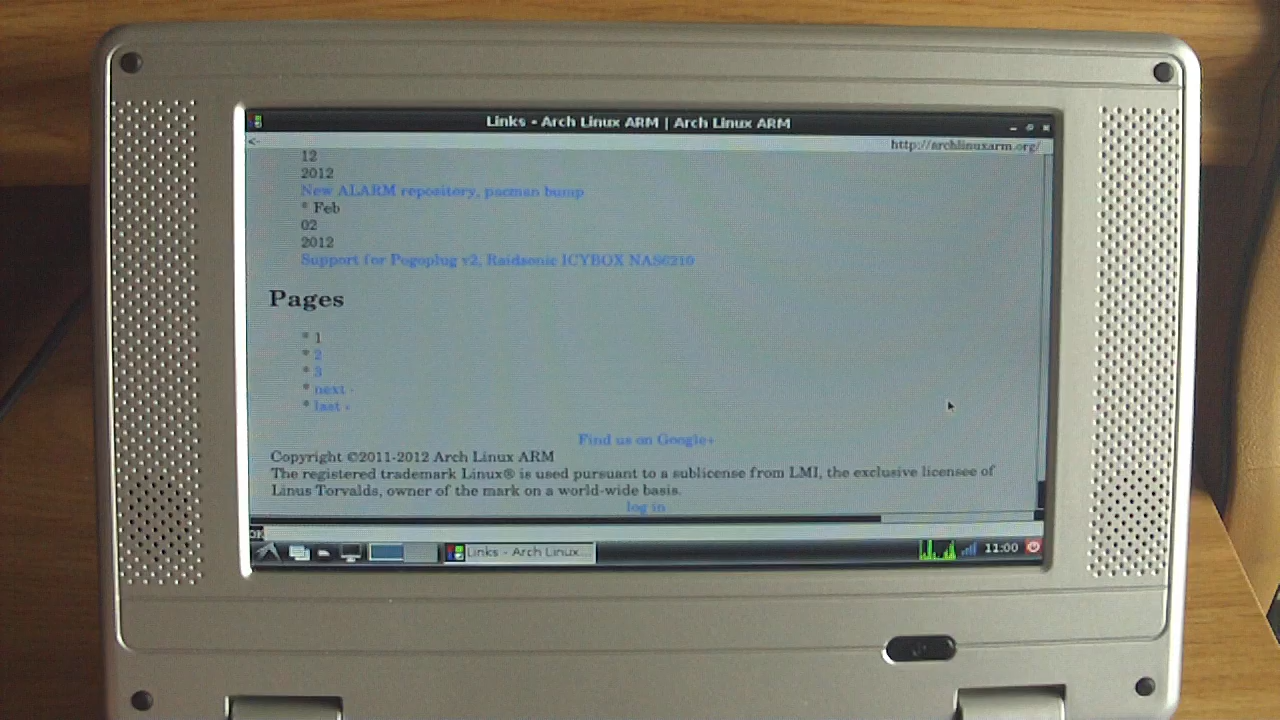 Links - Arch Linux ARM | Arch Linux ARM
<-
http://archlinuxarm.org/
12
2012
New ALARM repository, pacman bump
* Feb
02
2012
Support for Pogoplug v2, Raidsonic ICYBOX NAS6210
Pages
* 1
* 2
* 3
* next ›
* last »
Find us on Google+
Copyright ©2011-2012 Arch Linux ARM
The registered trademark Linux® is used pursuant to a sublicense from LMI, the exclusive licensee of
Linus Torvalds, owner of the mark on a world-wide basis.
log in
OK
Links - Arch Linux...
11:00